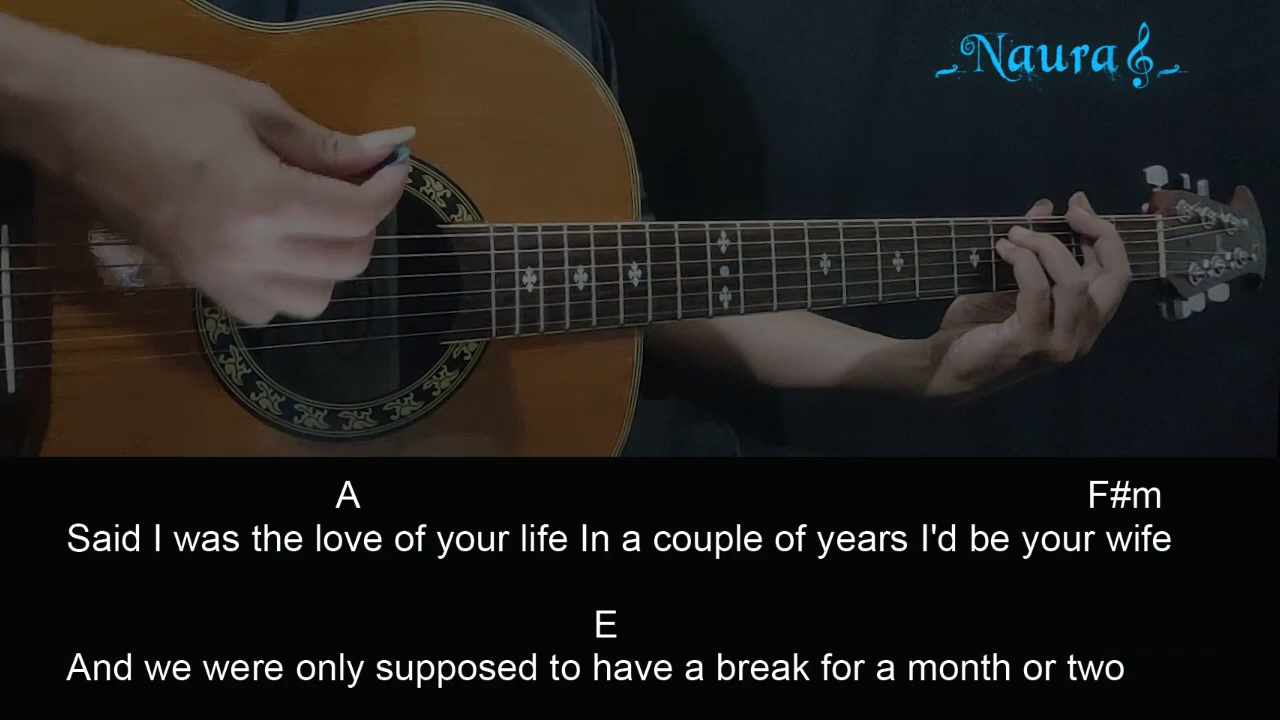 Naura
A F#m
Said I was the love of your life In a couple of years I'd be your wife
E
And we were only supposed to have a break for a month or two